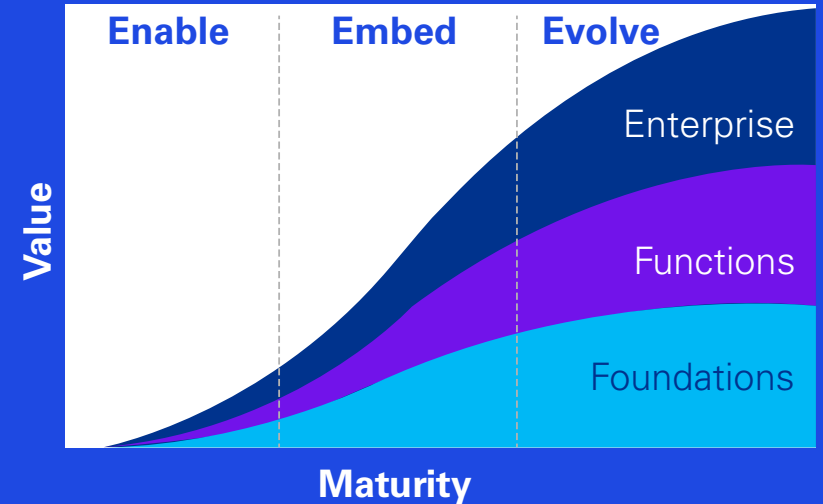 Enable Embed Evolve
Value
Enterprise
Functions
Foundations
Maturity